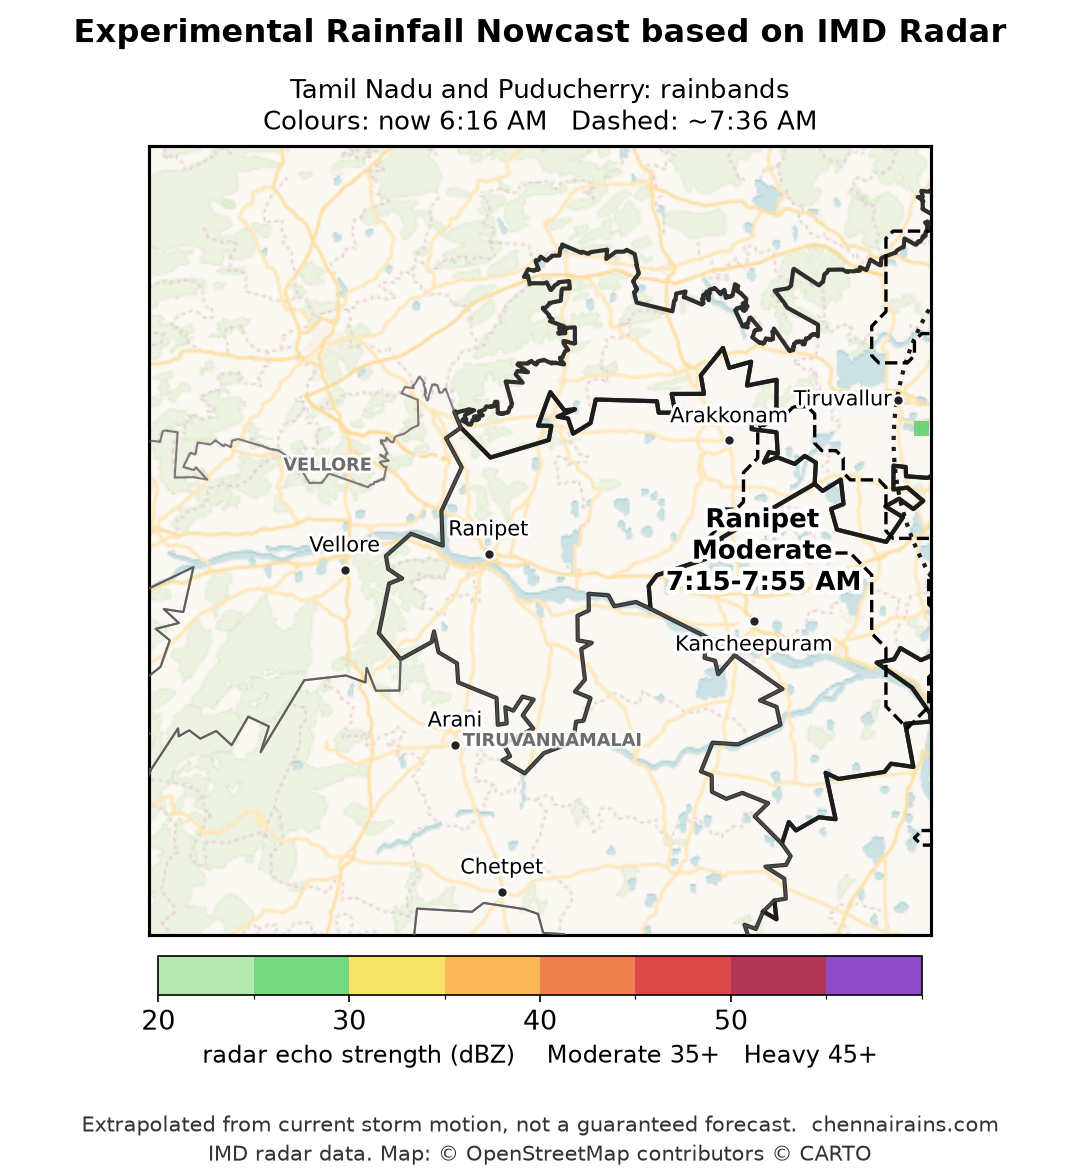 Experimental Rainfall Nowcast based on IMD Radar
Tamil Nadu and Puducherry: rainbands
Colours: now 6:16 AM   Dashed: ~7:36 AM
Tiruvallur
Arakkonam
VELLORE
Ranipet
Vellore
Ranipet
Moderate
7:15-7:55 AM
Kancheepuram
Arani
TIRUVANNAMALAI
Chetpet
20 30 40 50
radar echo strength (dBZ)   Moderate 35+   Heavy 45+
Extrapolated from current storm motion, not a guaranteed forecast.  chennairains.com
IMD radar data. Map: © OpenStreetMap contributors © CARTO